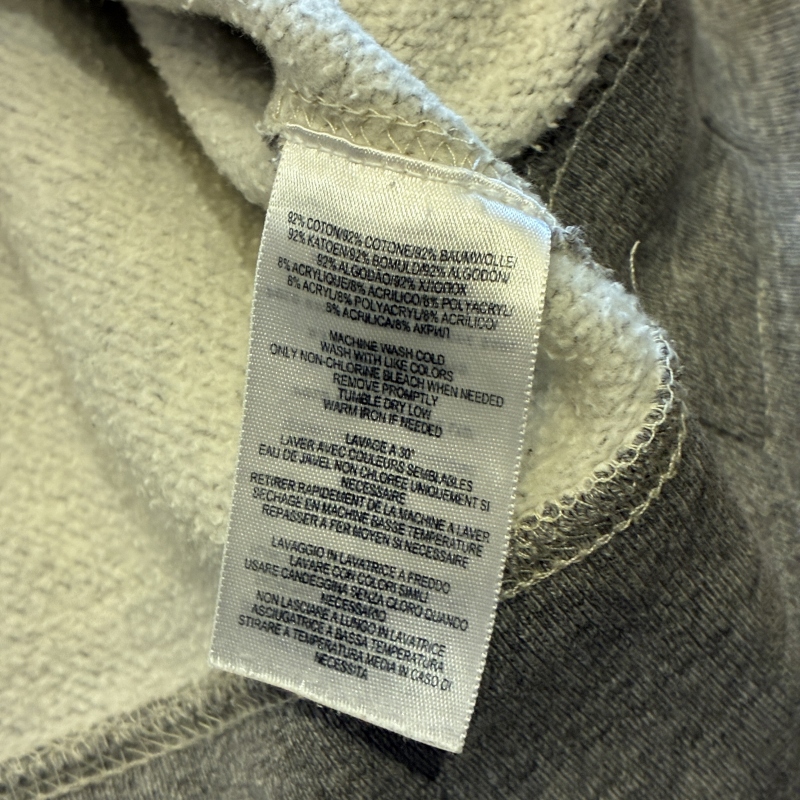 92% COTON/92% COTONE/92% BAUMWOLLE/
92% KATOEN/92% BOMULD/92% ALGODÓN/
92% ALGODÃO/92% ХЛОПОК
8% ACRYLIQUE/8% ACRILICO/8% POLYACRYL/
8% ACRYL/8% POLYACRYL/8% ACRÍLICO/
8% ACRÍLICA/8% АКРИЛ
MACHINE WASH COLD
WASH WITH LIKE COLORS
ONLY NON-CHLORINE BLEACH WHEN NEEDED
REMOVE PROMPTLY
TUMBLE DRY LOW
WARM IRON IF NEEDED
LAVAGE A 30°
LAVER AVEC COULEURS SEMBLABLES
EAU DE JAVEL NON CHLOREE UNIQUEMENT SI
NECESSAIRE
RETIRER RAPIDEMENT DE LA MACHINE A LAVER
SECHAGE EN MACHINE BASSE TEMPERATURE
REPASSER A FER MOYEN SI NECESSAIRE
LAVAGGIO IN LAVATRICE A FREDDO
LAVARE CON COLORI SIMILI
USARE CANDEGGINA SENZA CLORO QUANDO
NECESSARIO
NON LASCIARE A LUNGO IN LAVATRICE
ASCIUGATRICE A BASSA TEMPERATURA
STIRARE A TEMPERATURA MEDIA IN CASO DI
NECESSITA